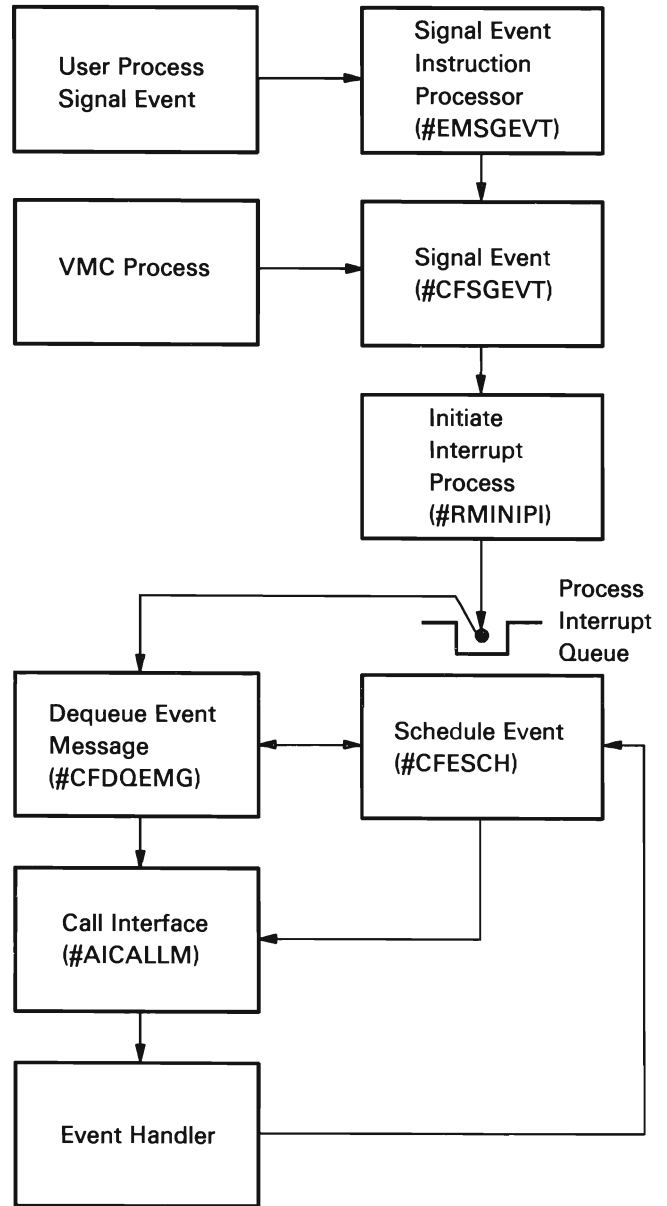 User Process
Signal Event
Signal Event
Instruction
Processor
(#EMSGEVT)
VMC Process
Signal Event
(#CFSGEVT)
Initiate
Interrupt
Process
(#RMINIPI)
Process
Interrupt
Queue
Dequeue Event
Message
(#CFDQEMG)
Schedule Event
(#CFESCH)
Call Interface
(#AICALLM)
Event Handler